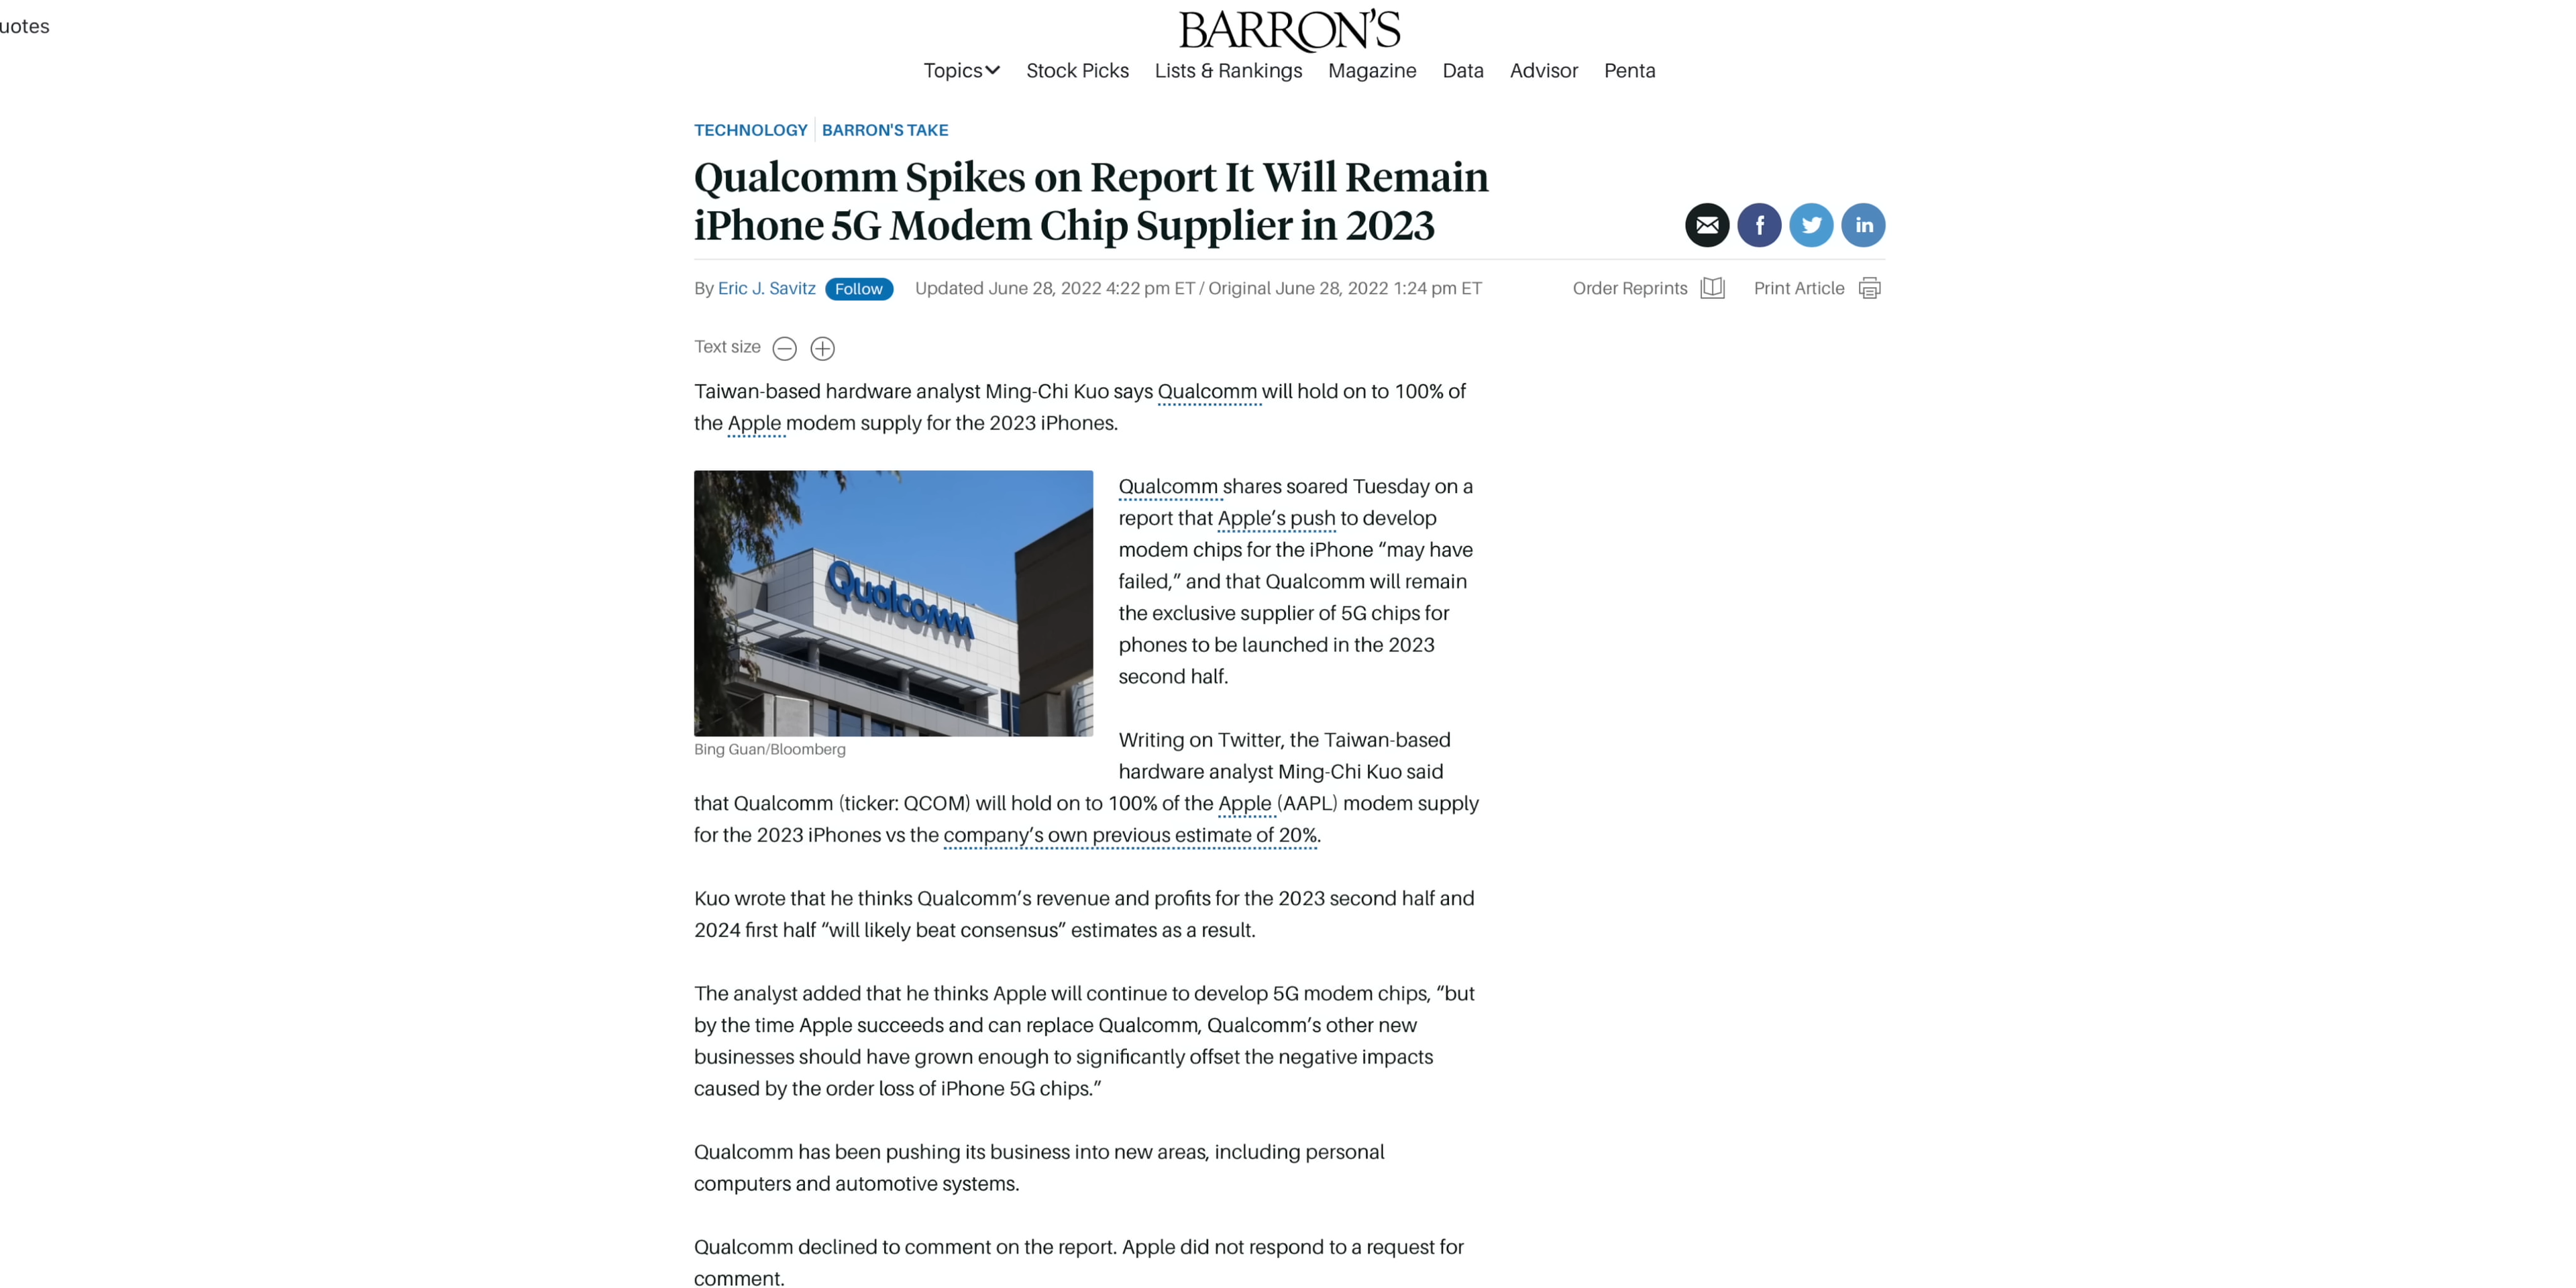 uotes
BARRON'S
Topics Stock Picks Lists & Rankings Magazine Data Advisor Penta
TECHNOLOGY BARRON'S TAKE
Qualcomm Spikes on Report It Will Remain
iPhone 5G Modem Chip Supplier in 2023
By Eric J. Savitz Follow Updated June 28, 2022 4:22 pm ET / Original June 28, 2022 1:24 pm ET Order Reprints Print Article
Text size
Taiwan-based hardware analyst Ming-Chi Kuo says Qualcomm will hold on to 100% of
the Apple modem supply for the 2023 iPhones.
Qualcomm
Bing Guan/Bloomberg
Qualcomm shares soared Tuesday on a
report that Apple’s push to develop
modem chips for the iPhone “may have
failed,” and that Qualcomm will remain
the exclusive supplier of 5G chips for
phones to be launched in the 2023
second half.
Writing on Twitter, the Taiwan-based
hardware analyst Ming-Chi Kuo said
that Qualcomm (ticker: QCOM) will hold on to 100% of the Apple (AAPL) modem supply
for the 2023 iPhones vs the company’s own previous estimate of 20%.
Kuo wrote that he thinks Qualcomm’s revenue and profits for the 2023 second half and
2024 first half “will likely beat consensus” estimates as a result.
The analyst added that he thinks Apple will continue to develop 5G modem chips, “but
by the time Apple succeeds and can replace Qualcomm, Qualcomm’s other new
businesses should have grown enough to significantly offset the negative impacts
caused by the order loss of iPhone 5G chips.”
Qualcomm has been pushing its business into new areas, including personal
computers and automotive systems.
Qualcomm declined to comment on the report. Apple did not respond to a request for
comment.